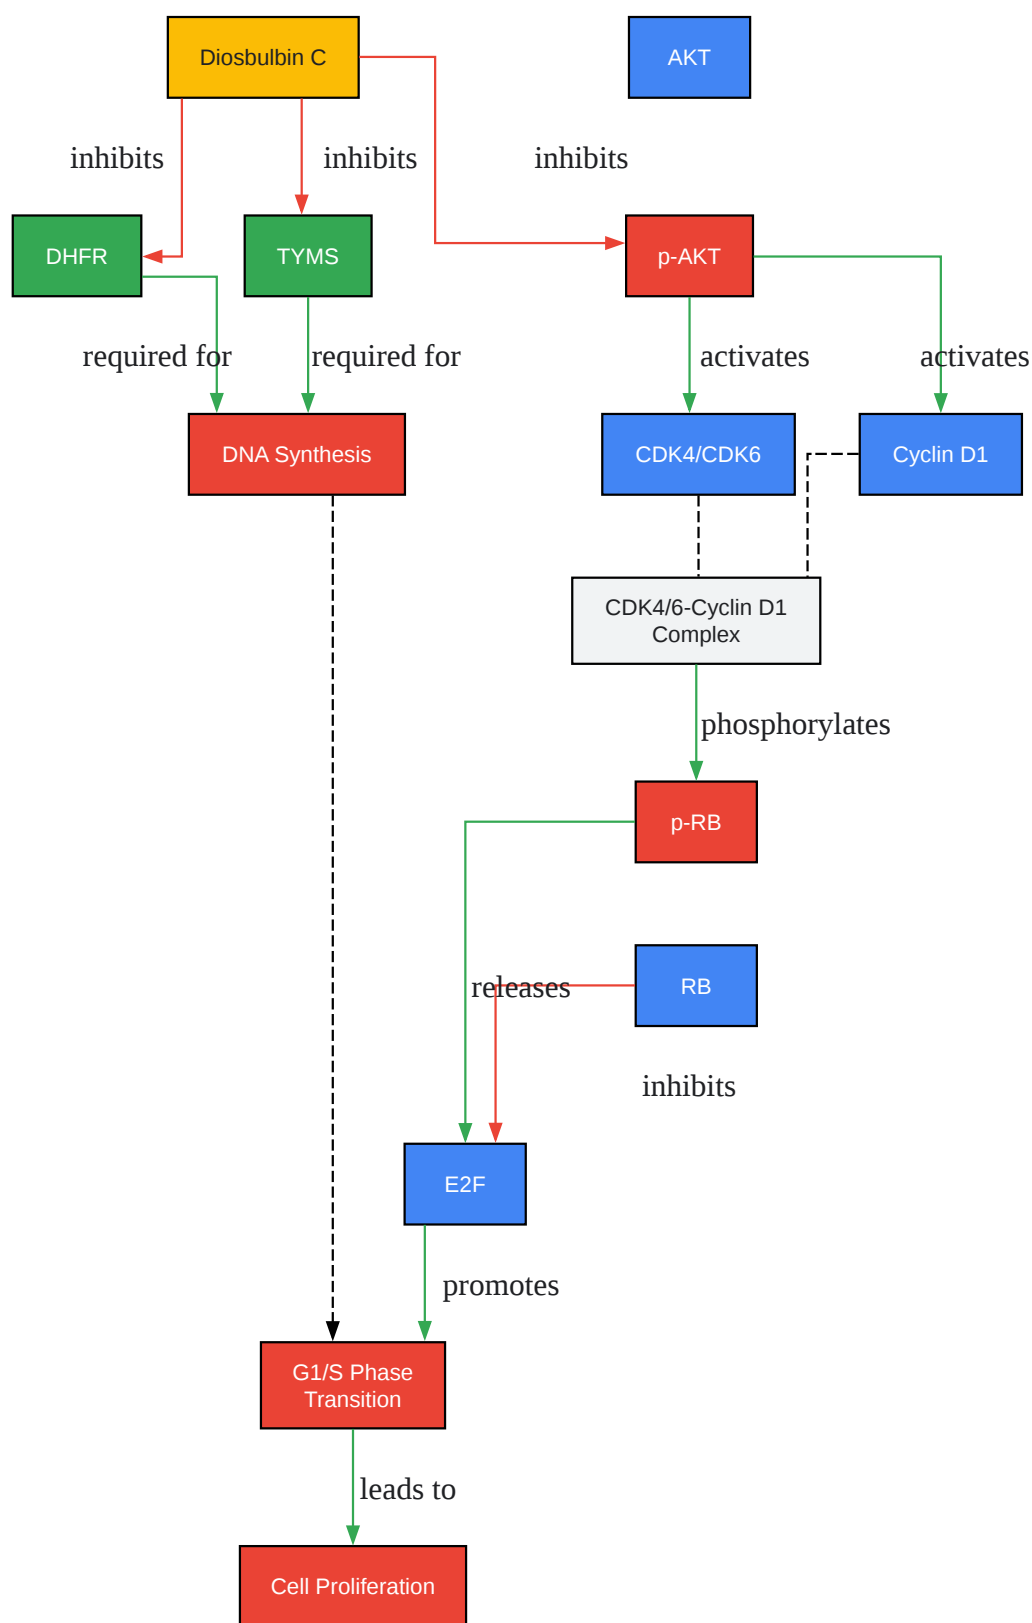 Diosbulbin C
AKT
inhibits
inhibits
inhibits
DHFR
TYMS
p-AKT
required for
required for
activates
activates
DNA Synthesis
CDK4/CDK6
Cyclin D1
CDK4/6-Cyclin D1
Complex
phosphorylates
p-RB
releases
RB
inhibits
E2F
promotes
G1/S Phase
Transition
leads to
Cell Proliferation